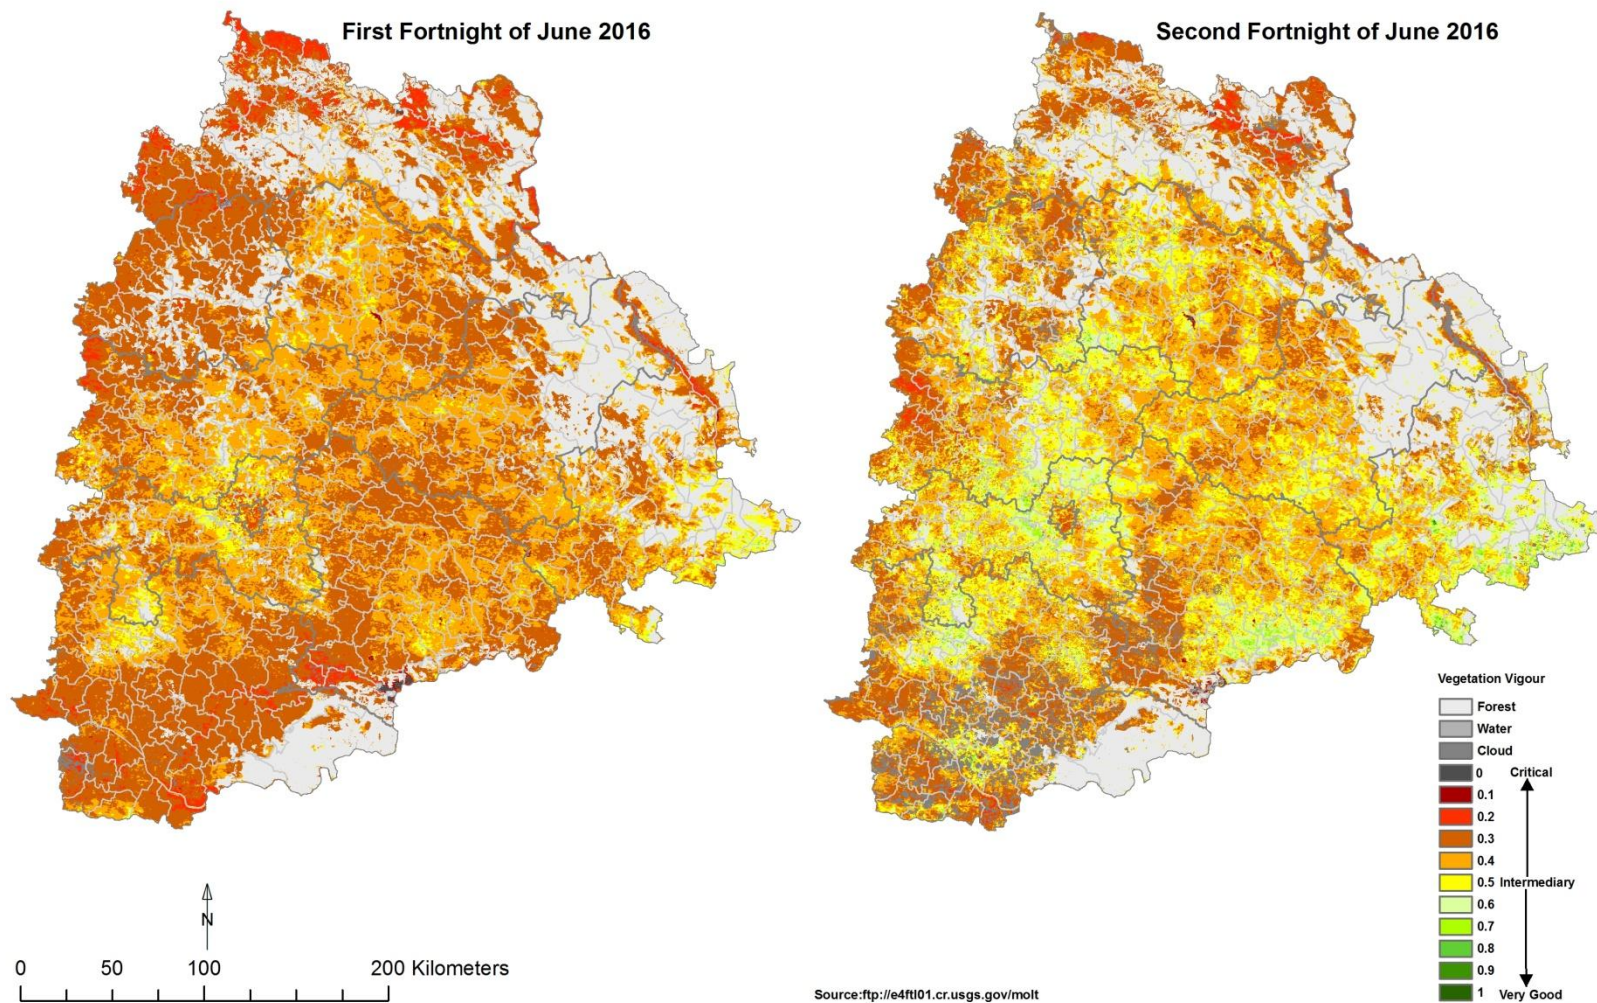 First Fortnight of June 2016
Second Fortnight of June 2016
Vegetation Vigour
Forest
Water
Cloud
0 Critical
0.1
0.2
0.3
0.4
0.5 Intermediary
0.6
0.7
0.8
0.9
1 Very Good
N
0 50 100 200 Kilometers
Source:ftp://e4ftl01.cr.usgs.gov/molt